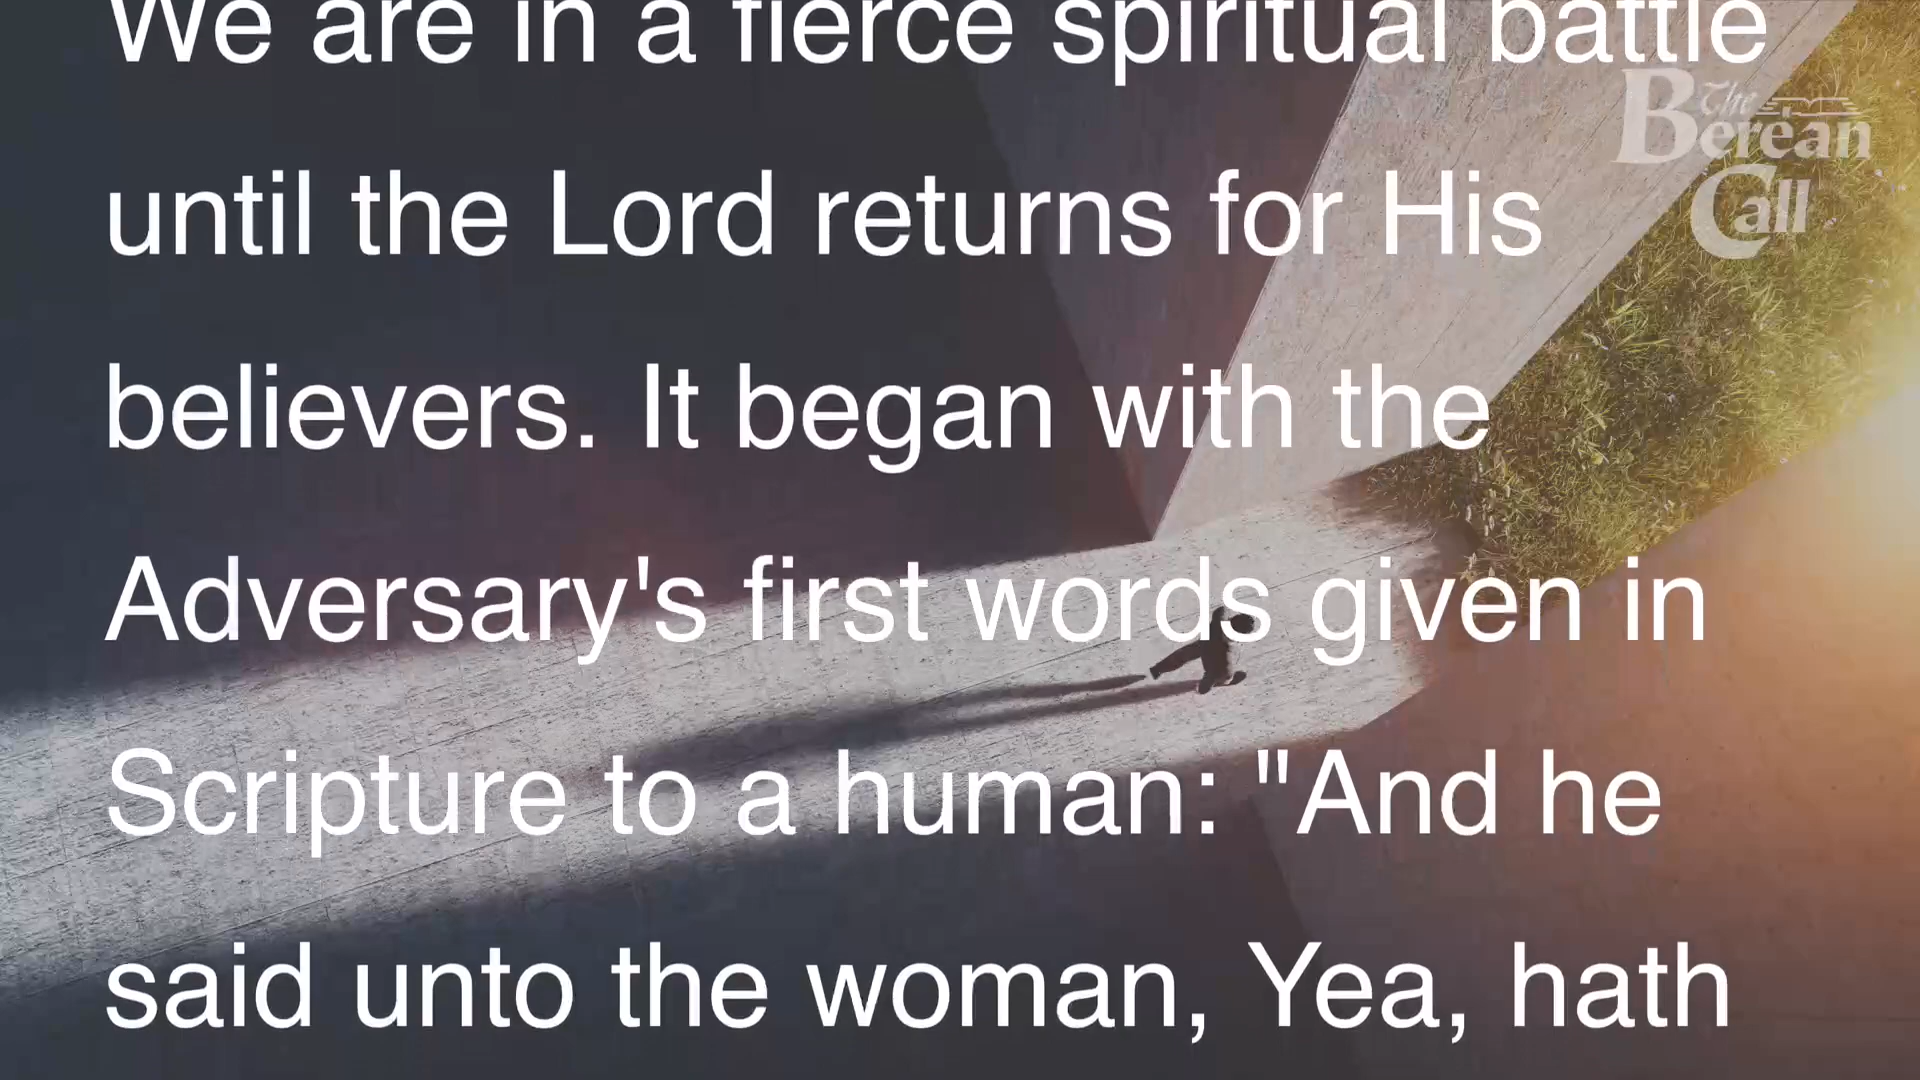 We are in a fierce spiritual battle
The
Berean
Call
until the Lord returns for His
believers. It began with the
Adversary's first words given in
Scripture to a human: "And he
said unto the woman, Yea, hath